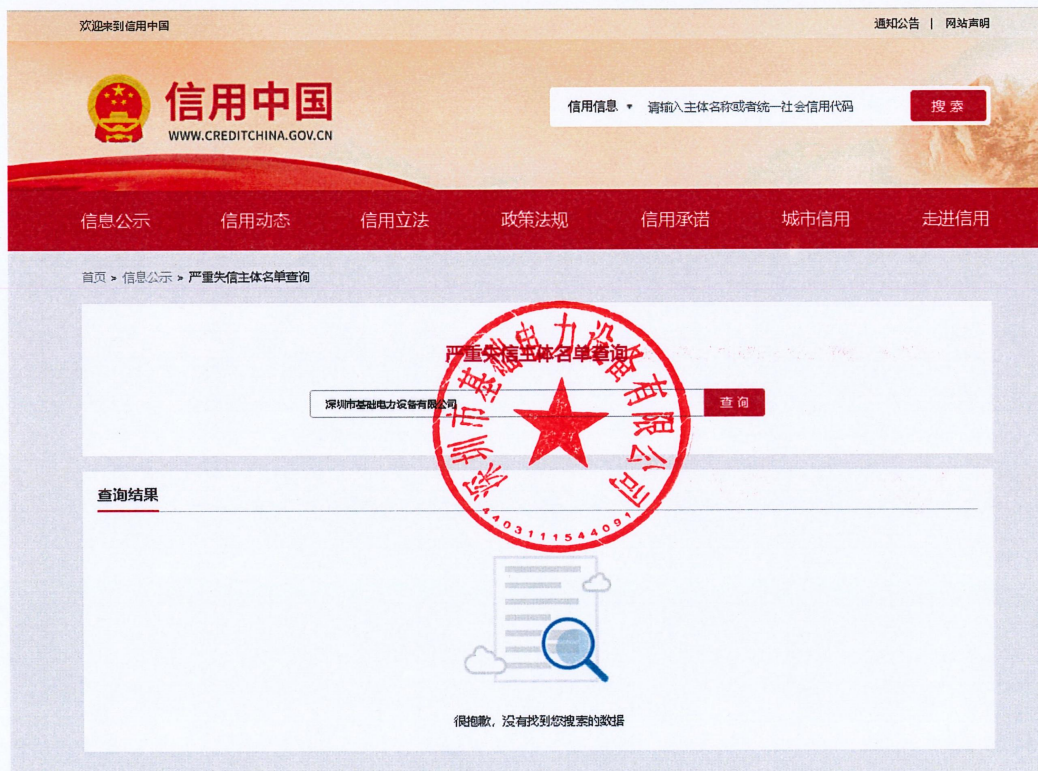 欢迎来到信用中国
通知公告 | 网站声明
信用中国
WWW.CREDITCHINA.GOV.CN
信用信息 ▾ 请输入主体名称或者统一社会信用代码 搜索
信息公示 信用动态 信用立法 政策法规 信用承诺 城市信用 走进信用
首页 > 信息公示 > 严重失信主体名单查询
严重失信主体名单查询
深圳市基础电力设备有限公司 查询
深圳市基础电力设备有限公司
4403111544091
查询结果
很抱歉，没有找到您搜索的数据